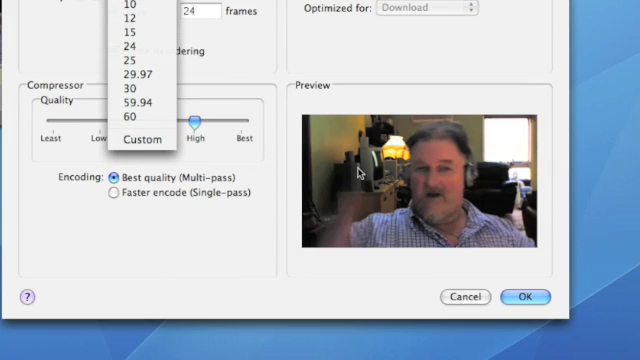 10
12
24 frames
Optimized for: Download
15
24
25
29.97
Compressor
Preview
30
Quality
59.94
60
Least
High
Best
Custom
Encoding: Best quality (Multi-pass)
Faster encode (Single-pass)
? Cancel OK